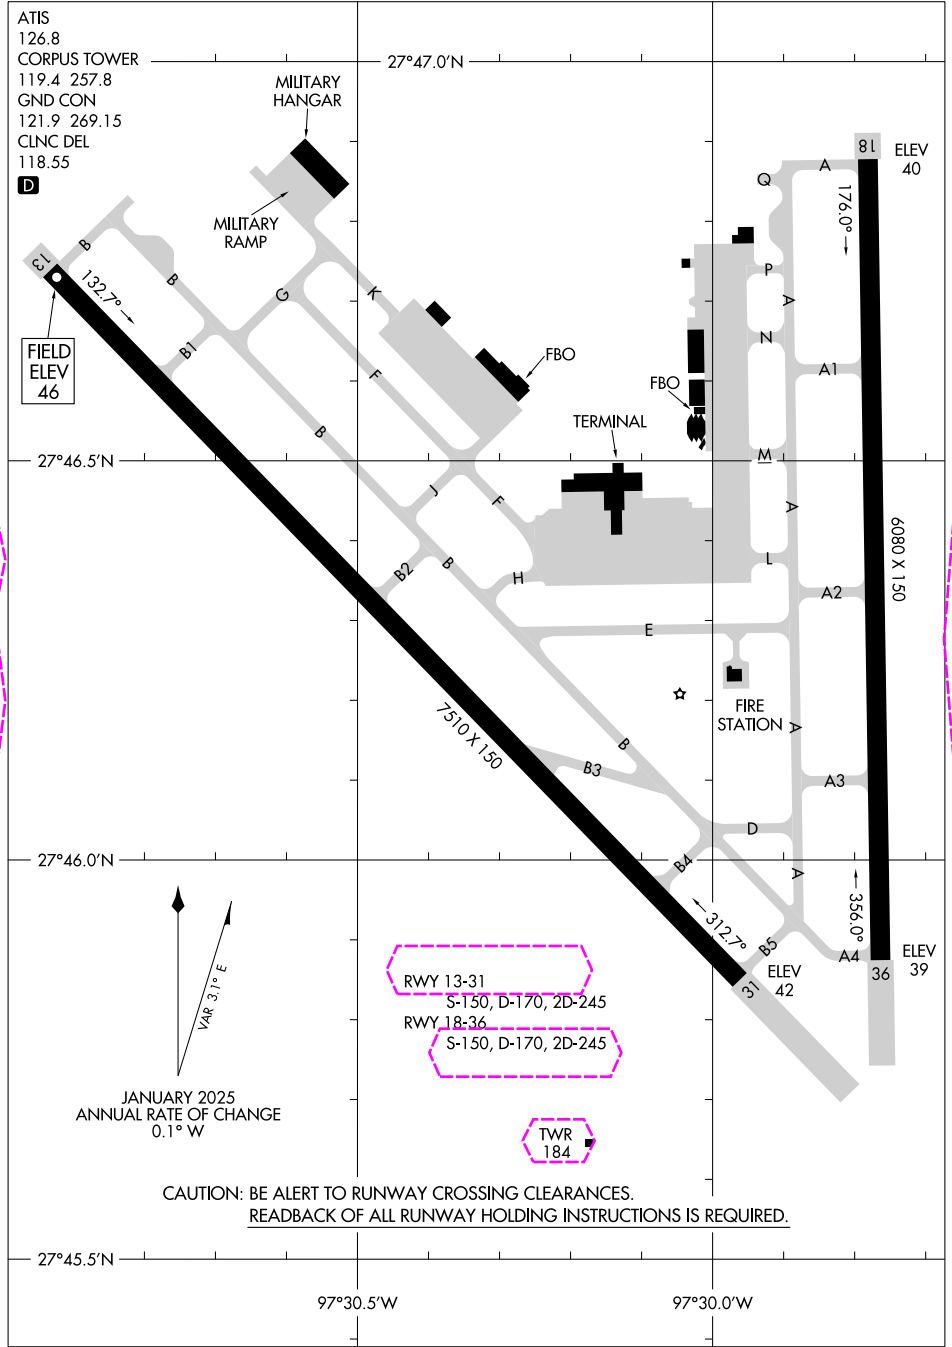 ATIS
126.8
CORPUS TOWER
119.4 257.8
GND CON
121.9 269.15
CLNC DEL
118.55
D
27°47.0'N
MILITARY
HANGAR
MILITARY
RAMP
18
ELEV
40
A
Q
176.0°
B
13
132.7°
B
G
K
P
A
FIELD
ELEV
46
B1
F
FBO
N
A1
FBO
B
TERMINAL
27°46.5'N
M
J
F
A
6080 X 150
B2
B
H
L
A2
E
FIRE
STATION
A
7510 X 150
B
B3
A3
D
27°46.0'N
B4
A
356.0°
312.7°
B5
A4
ELEV
39
36
31
ELEV
42
VAR 3.1° E
RWY 13-31
S-150, D-170, 2D-245
RWY 18-36
S-150, D-170, 2D-245
JANUARY 2025
ANNUAL RATE OF CHANGE
0.1° W
TWR
184
CAUTION: BE ALERT TO RUNWAY CROSSING CLEARANCES.
READBACK OF ALL RUNWAY HOLDING INSTRUCTIONS IS REQUIRED.
27°45.5'N
97°30.5'W
97°30.0'W